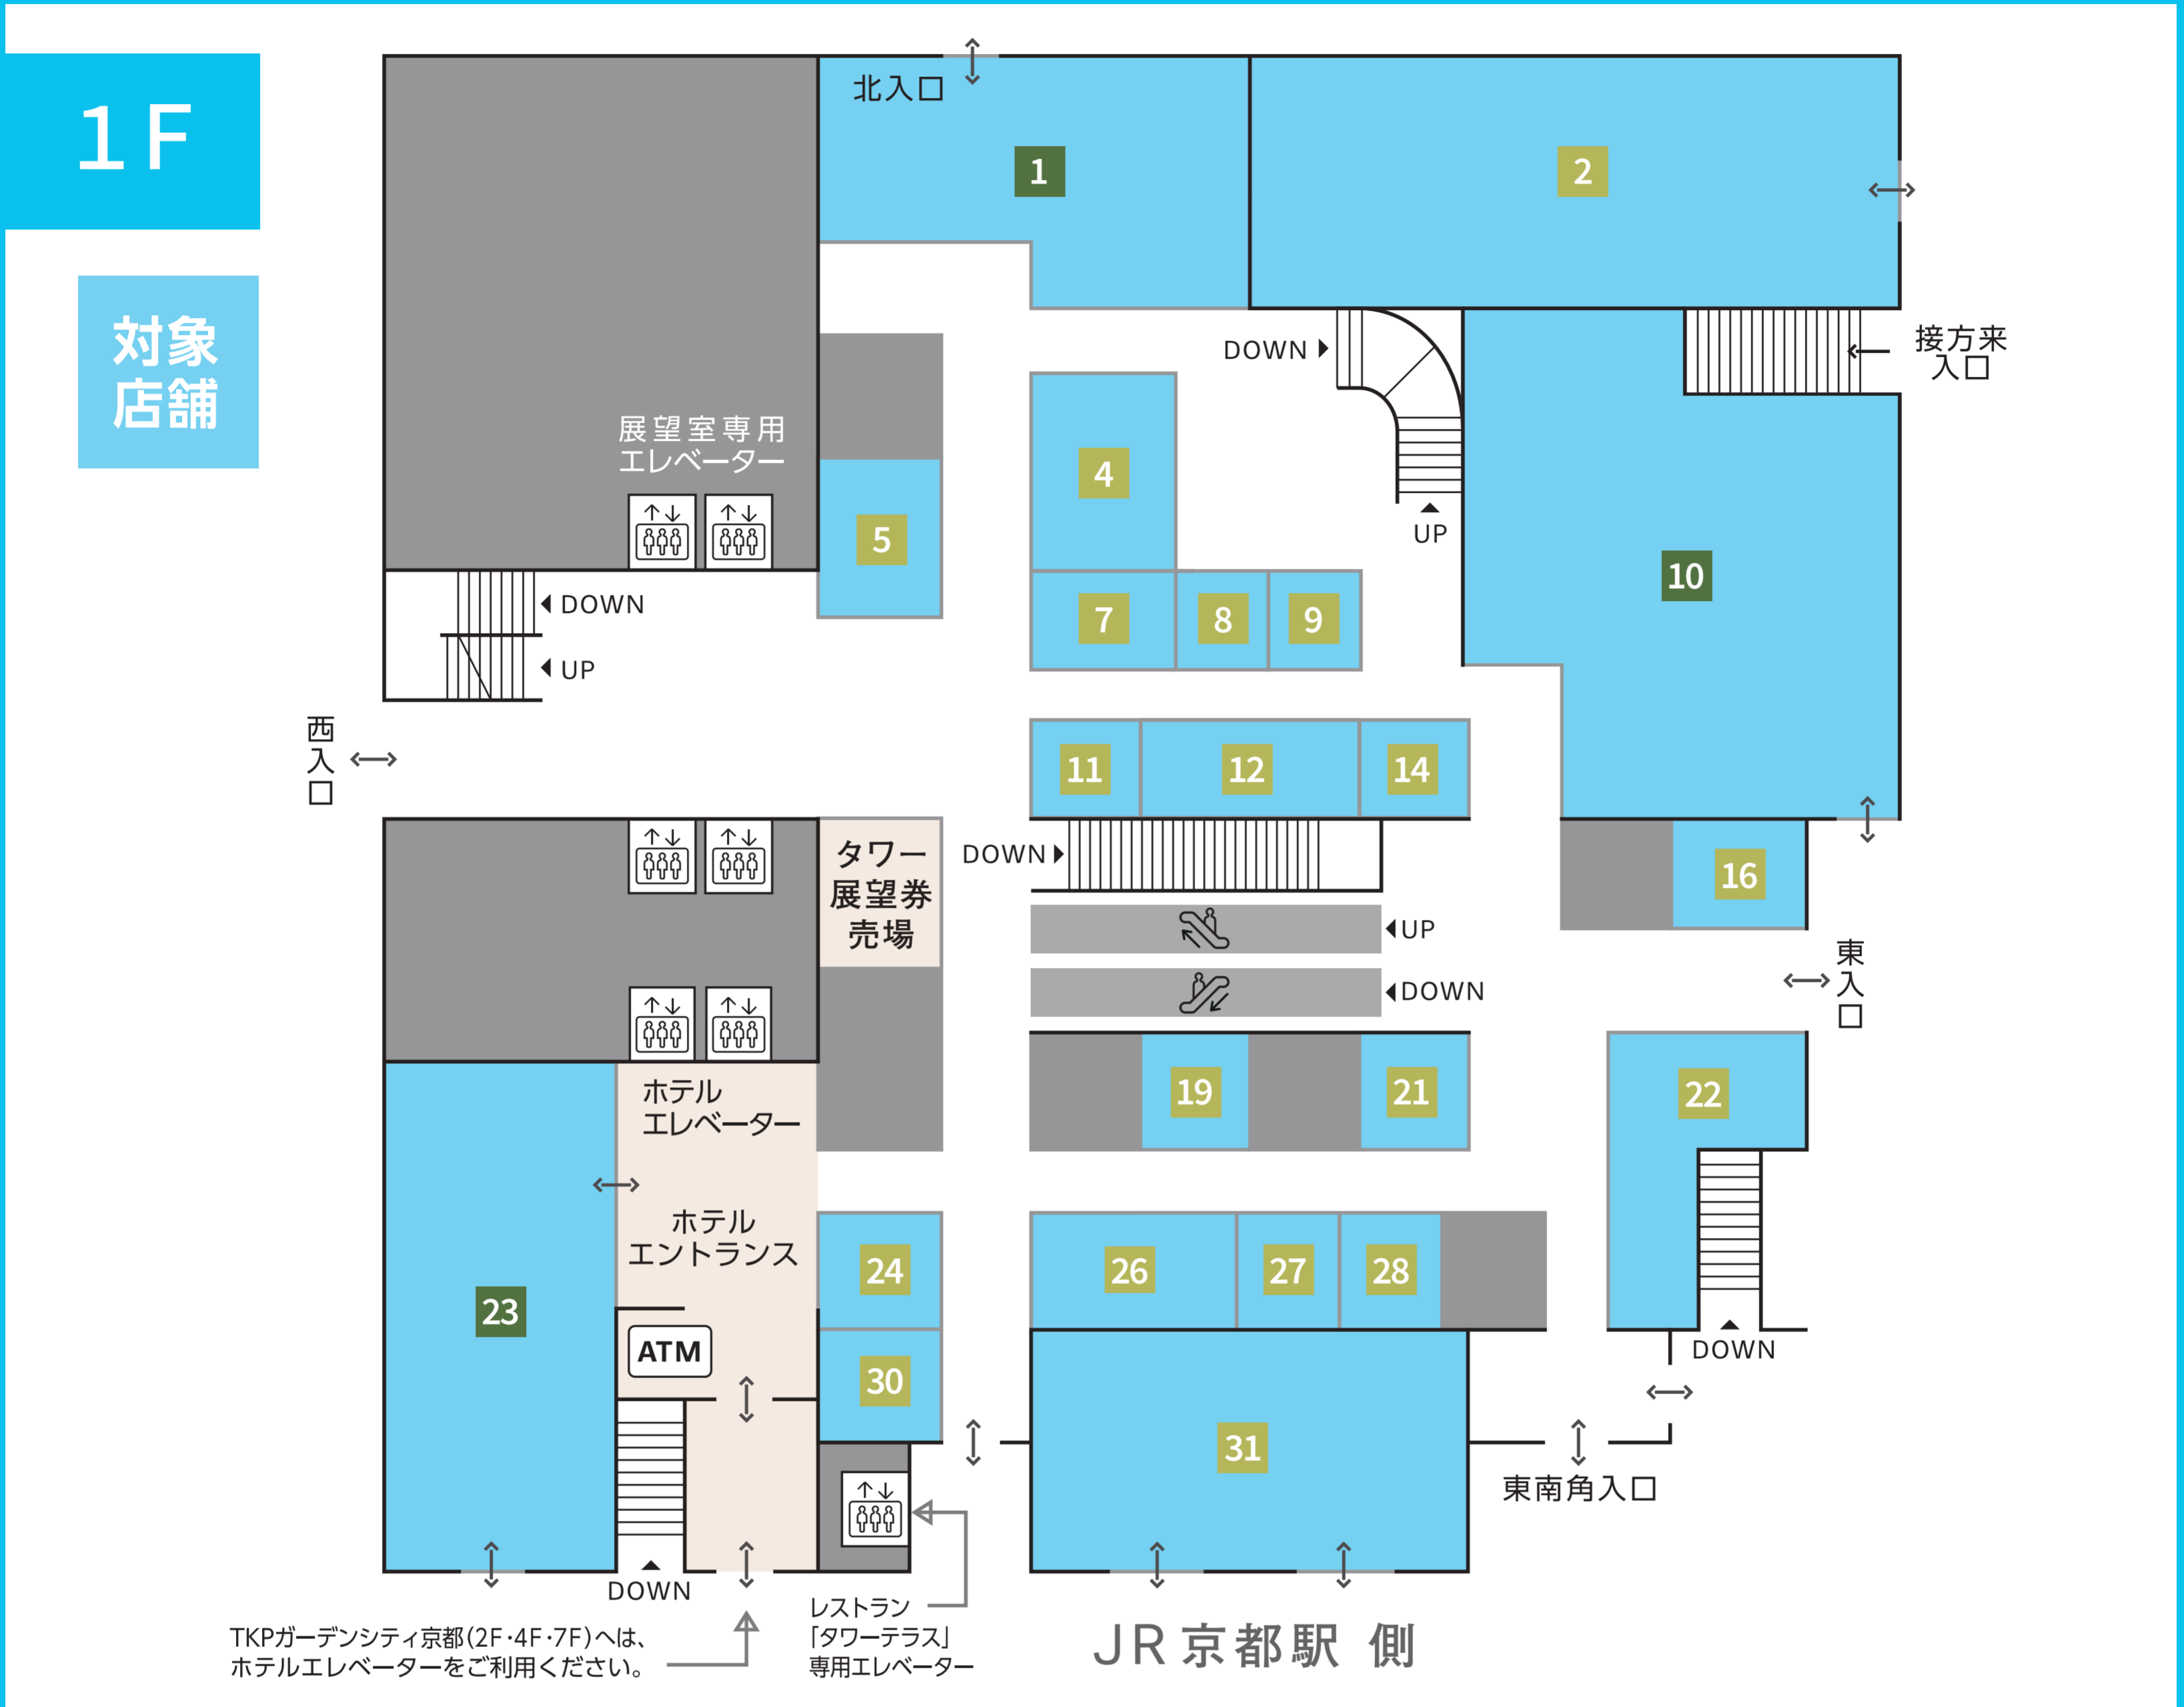 1F
対象
店舗
北入口
1
2
接方来
入口
DOWN
展望室専用
エレベーター
4
5
UP
10
DOWN
7
8
9
UP
西入口
11
12
14
タワー
展望券
売場
DOWN
16
UP
東入口
DOWN
ホテル
エレベーター
19
21
22
ホテル
エントランス
24
26
27
28
23
ATM
DOWN
30
31
東南角入口
DOWN
レストラン
「タワーテラス」
専用エレベーター
TKPガーデンシティ京都(2F・4F・7F)へは、
ホテルエレベーターをご利用ください。
JR 京都駅 側